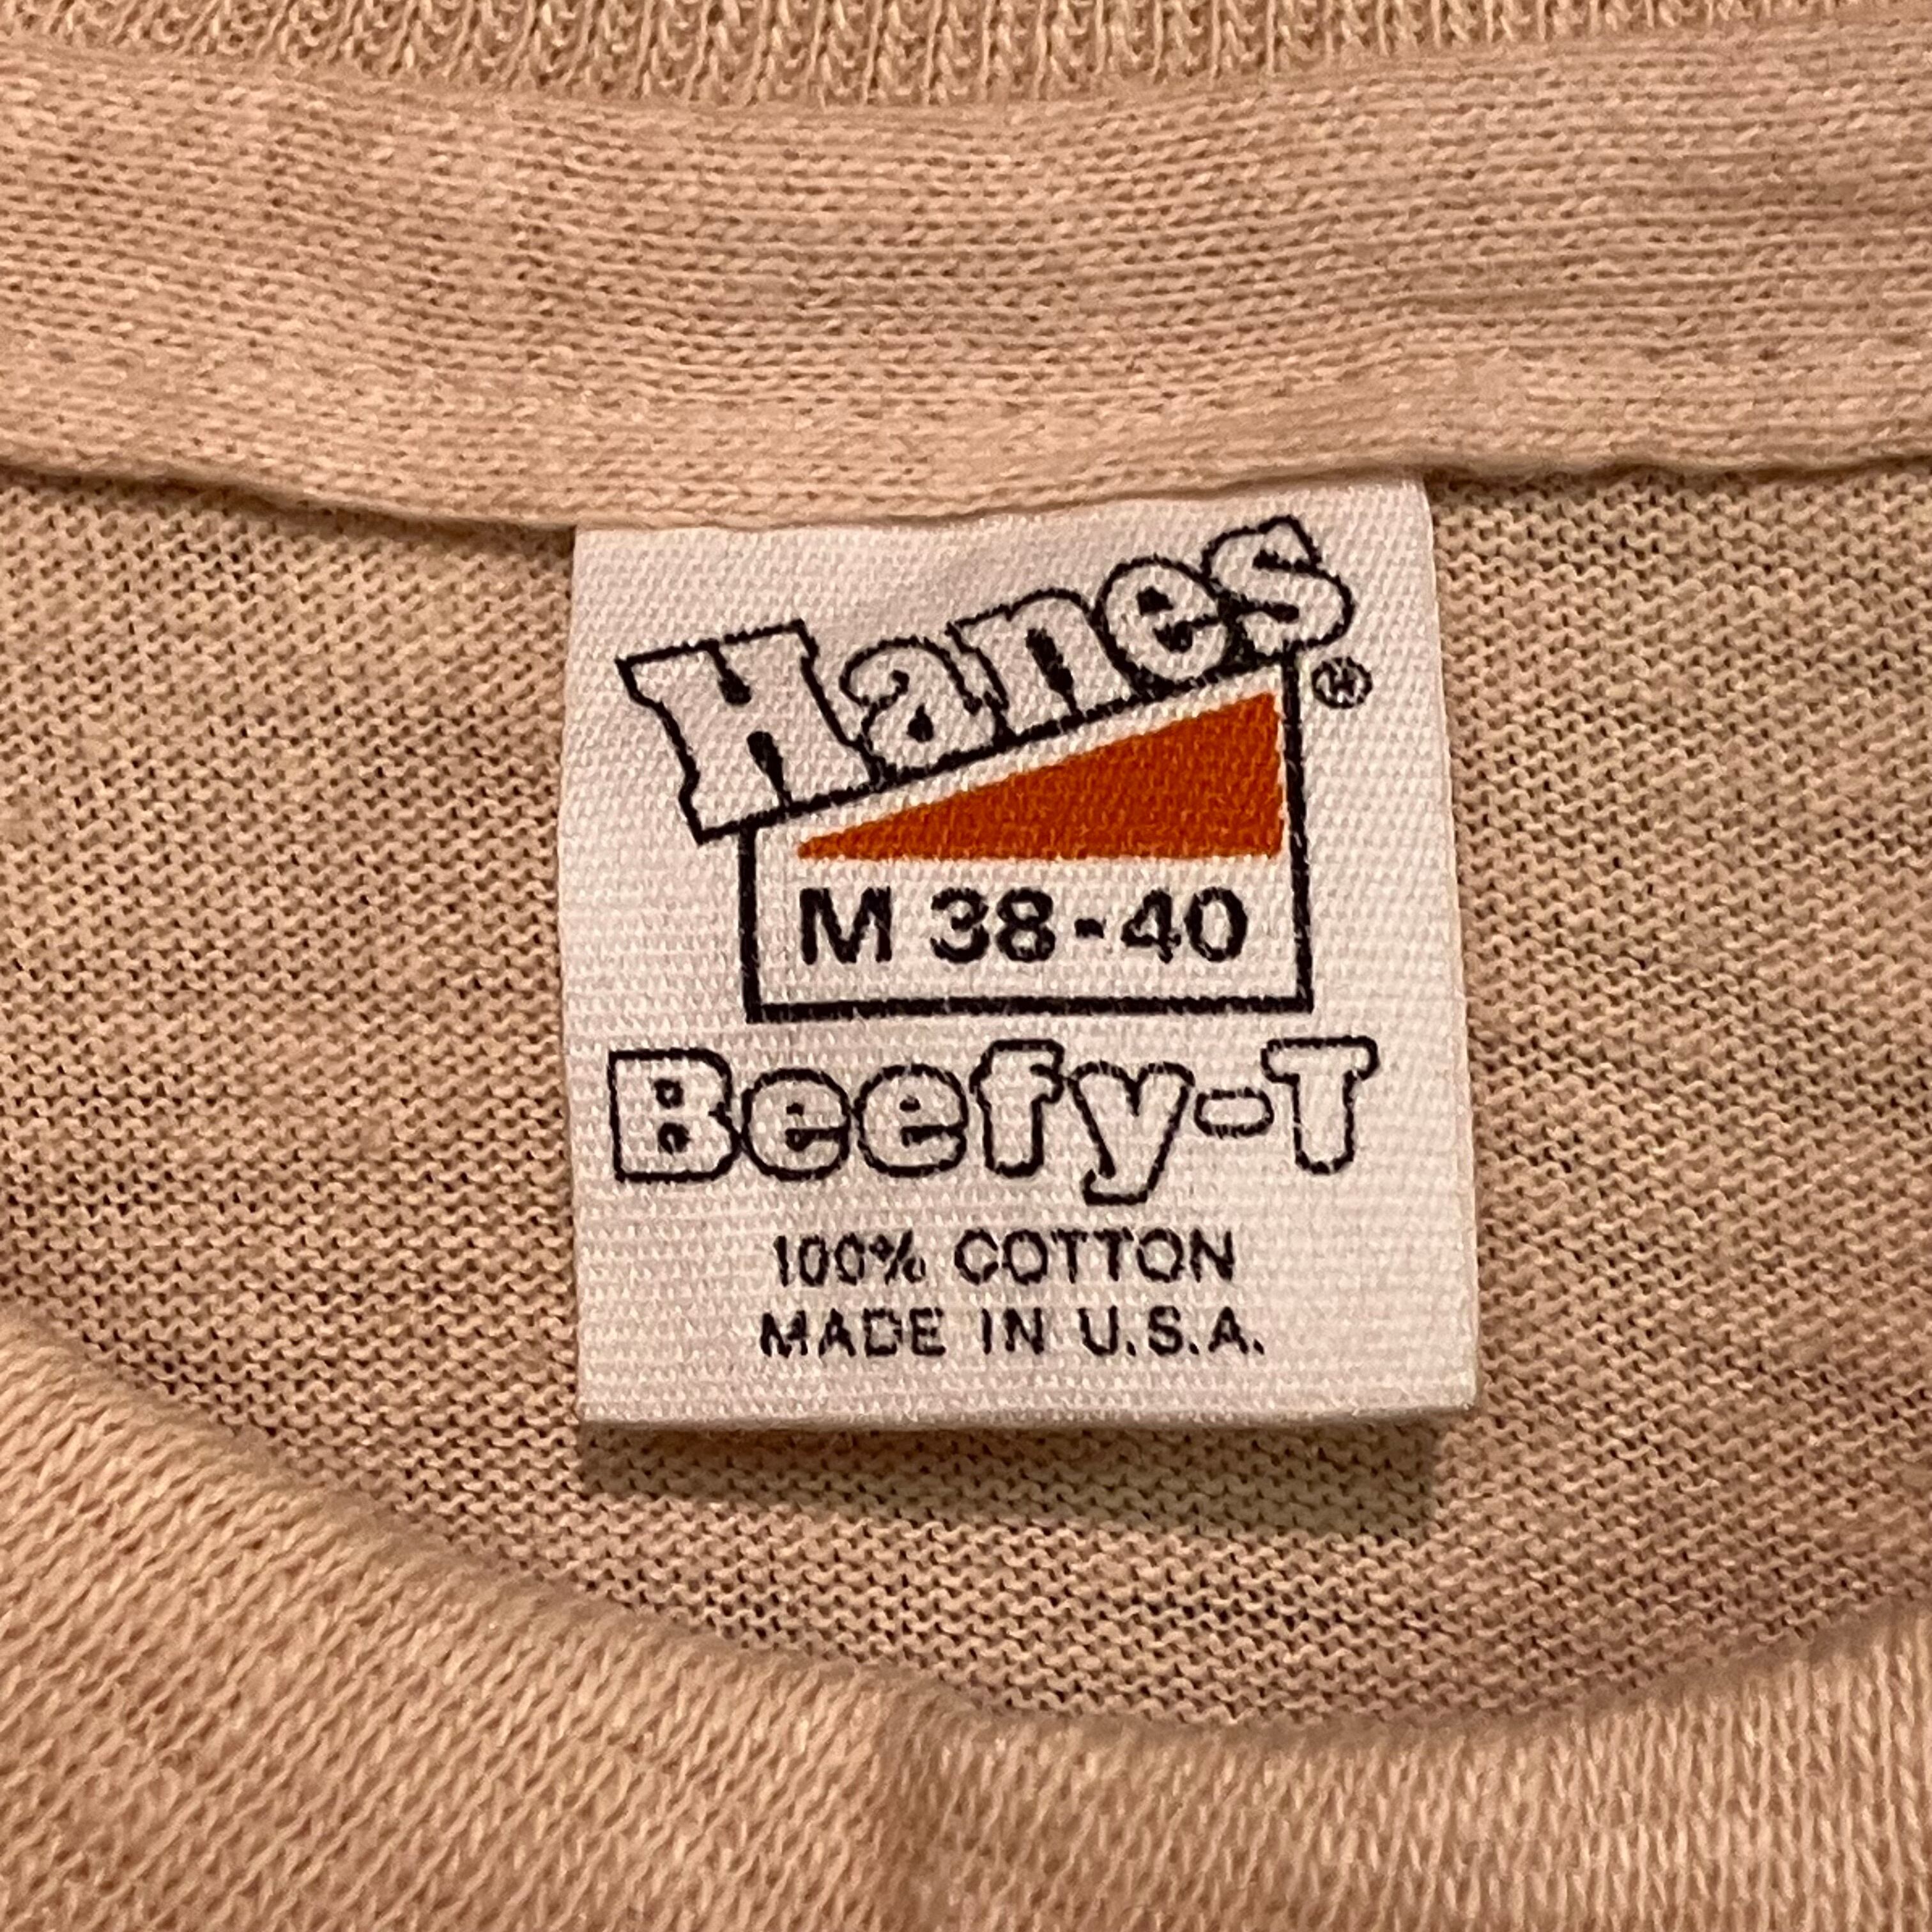 Hanes®
M 38-40
Beefy-T
100% COTTON
MADE IN U.S.A.